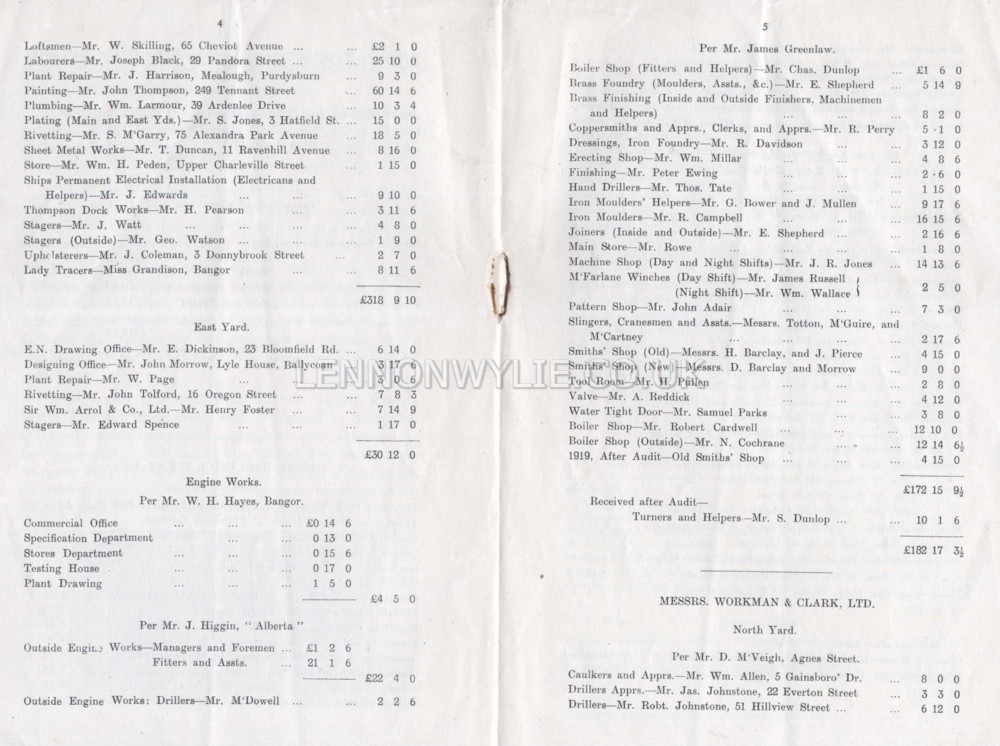 4
Loftsmen—Mr. W. Skilling, 65 Cheviot Avenue ... ... £2 1 0
Labourers—Mr. Joseph Black, 29 Pandora Street ... ... 25 10 0
Plant Repair—Mr. J. Harrison, Mealough, Purdysburn ... 9 3 0
Painting—Mr. John Thompson, 249 Tennant Street ... 60 14 6
Plumbing—Mr. Wm. Larmour, 39 Ardenlee Drive ... 10 3 4
Plating (Main and East Yds.)—Mr. S. Jones, 3 Hatfield St. ... 15 0 0
Rivetting—Mr. S. M'Garry, 75 Alexandra Park Avenue ... 18 5 0
Sheet Metal Works—Mr. T. Duncan, 11 Ravenhill Avenue ... 8 16 0
Store—Mr. Wm. H. Peden, Upper Charleville Street ... 1 15 0
Ships Permanent Electrical Installation (Electricans and
Helpers)—Mr. J. Edwards ... ... ... 9 10 0
Thompson Dock Works—Mr. H. Pearson ... ... 3 11 6
Stagers—Mr. J. Watt ... ... ... ... 4 8 0
Stagers (Outside)—Mr. Geo. Watson ... ... ... 1 9 0
Upholsterers—Mr. J. Coleman, 3 Donnybrook Street ... 2 7 0
Lady Tracers—Miss Grandison, Bangor ... ... 8 11 6
£318 9 10
East Yard.
E.N. Drawing Office—Mr. E. Dickinson, 23 Bloomfield Rd. ... 6 14 0
Designing Office—Mr. John Morrow, Lyle House, Ballycoan 3 17 6
Plant Repair—Mr. W. Page ... ... ... 3 0 6
Rivetting—Mr. John Tolford, 16 Oregon Street ... ... 7 8 3
Sir Wm. Arrol & Co., Ltd.—Mr. Henry Foster ... ... 7 14 9
Stagers—Mr. Edward Spence ... ... ... 1 17 0
£30 12 0
Engine Works.
Per Mr. W. H. Hayes, Bangor.
Commercial Office ... ... ... £0 14 6
Specification Department ... ... 0 13 0
Stores Department ... ... ... 0 15 6
Testing House ... ... ... 0 17 0
Plant Drawing ... ... ... 1 5 0
£4 5 0
Per Mr. J. Higgin, "Alberta"
Outside Engine Works—Managers and Foremen ... £1 2 6
Fitters and Assts. ... 21 1 6
£22 4 0
Outside Engine Works: Drillers—Mr. M'Dowell ... ... 2 2 6
5
Per Mr. James Greenlaw.
Boiler Shop (Fitters and Helpers)—Mr. Chas. Dunlop ... £1 6 0
Brass Foundry (Moulders, Assts., &c.)—Mr. E. Shepherd ... 5 14 9
Brass Finishing (Inside and Outside Finishers, Machinemen
and Helpers) ... ... ... 8 2 0
Coppersmiths and Apprs., Clerks, and Apprs.—Mr. R. Perry 5 1 0
Dressings, Iron Foundry—Mr. R. Davidson ... ... 3 12 0
Erecting Shop—Mr. Wm. Millar ... ... ... 4 8 6
Finishing—Mr. Peter Ewing ... ... ... 2 6 0
Hand Drillers—Mr. Thos. Tate ... ... ... 1 15 0
Iron Moulders' Helpers—Mr. G. Bower and J. Mullen ... 9 17 6
Iron Moulders—Mr. R. Campbell ... ... ... 16 15 6
Joiners (Inside and Outside)—Mr. E. Shepherd ... ... 2 16 6
Main Store—Mr. Rowe ... ... ... ... 1 8 0
Machine Shop (Day and Night Shifts)—Mr. J. R. Jones ... 14 13 6
M'Farlane Winches (Day Shift)—Mr. James Russell
(Night Shift)—Mr. Wm. Wallace } 2 5 0
Pattern Shop—Mr. John Adair ... ... ... 7 3 0
Slingers, Cranesmen and Assts.—Messrs. Totton, M'Guire, and
M'Cartney ... ... ... ... 2 17 6
Smiths' Shop (Old)—Messrs. H. Barclay, and J. Pierce ... 4 15 0
Smiths' Shop (New)—Messrs. D. Barclay and Morrow ... 9 0 0
Tool Room—Mr. H. Pullen ... ... ... 2 8 0
Valve—Mr. A. Reddick ... ... ... 4 12 0
Water Tight Door—Mr. Samuel Parks ... ... 3 8 0
Boiler Shop—Mr. Robert Cardwell ... ... 12 10 0
Boiler Shop (Outside)—Mr. N. Cochrane ... ... 12 14 6½
1919, After Audit—Old Smiths' Shop ... ... ... 4 15 0
£172 15 9½
Received after Audit—
Turners and Helpers—Mr. S. Dunlop ... ... 10 1 6
£182 17 3½
MESSRS. WORKMAN & CLARK, LTD.
North Yard.
Per Mr. D. M'Veigh, Agnes Street.
Caulkers and Apprs.—Mr. Wm. Allen, 5 Gainsboro' Dr. ... 8 0 0
Drillers Apprs.—Mr. Jas. Johnstone, 22 Everton Street ... 3 3 0
Drillers—Mr. Robt. Johnstone, 51 Hillview Street ... ... 6 12 0
LENNONWYLIE.CO.UK